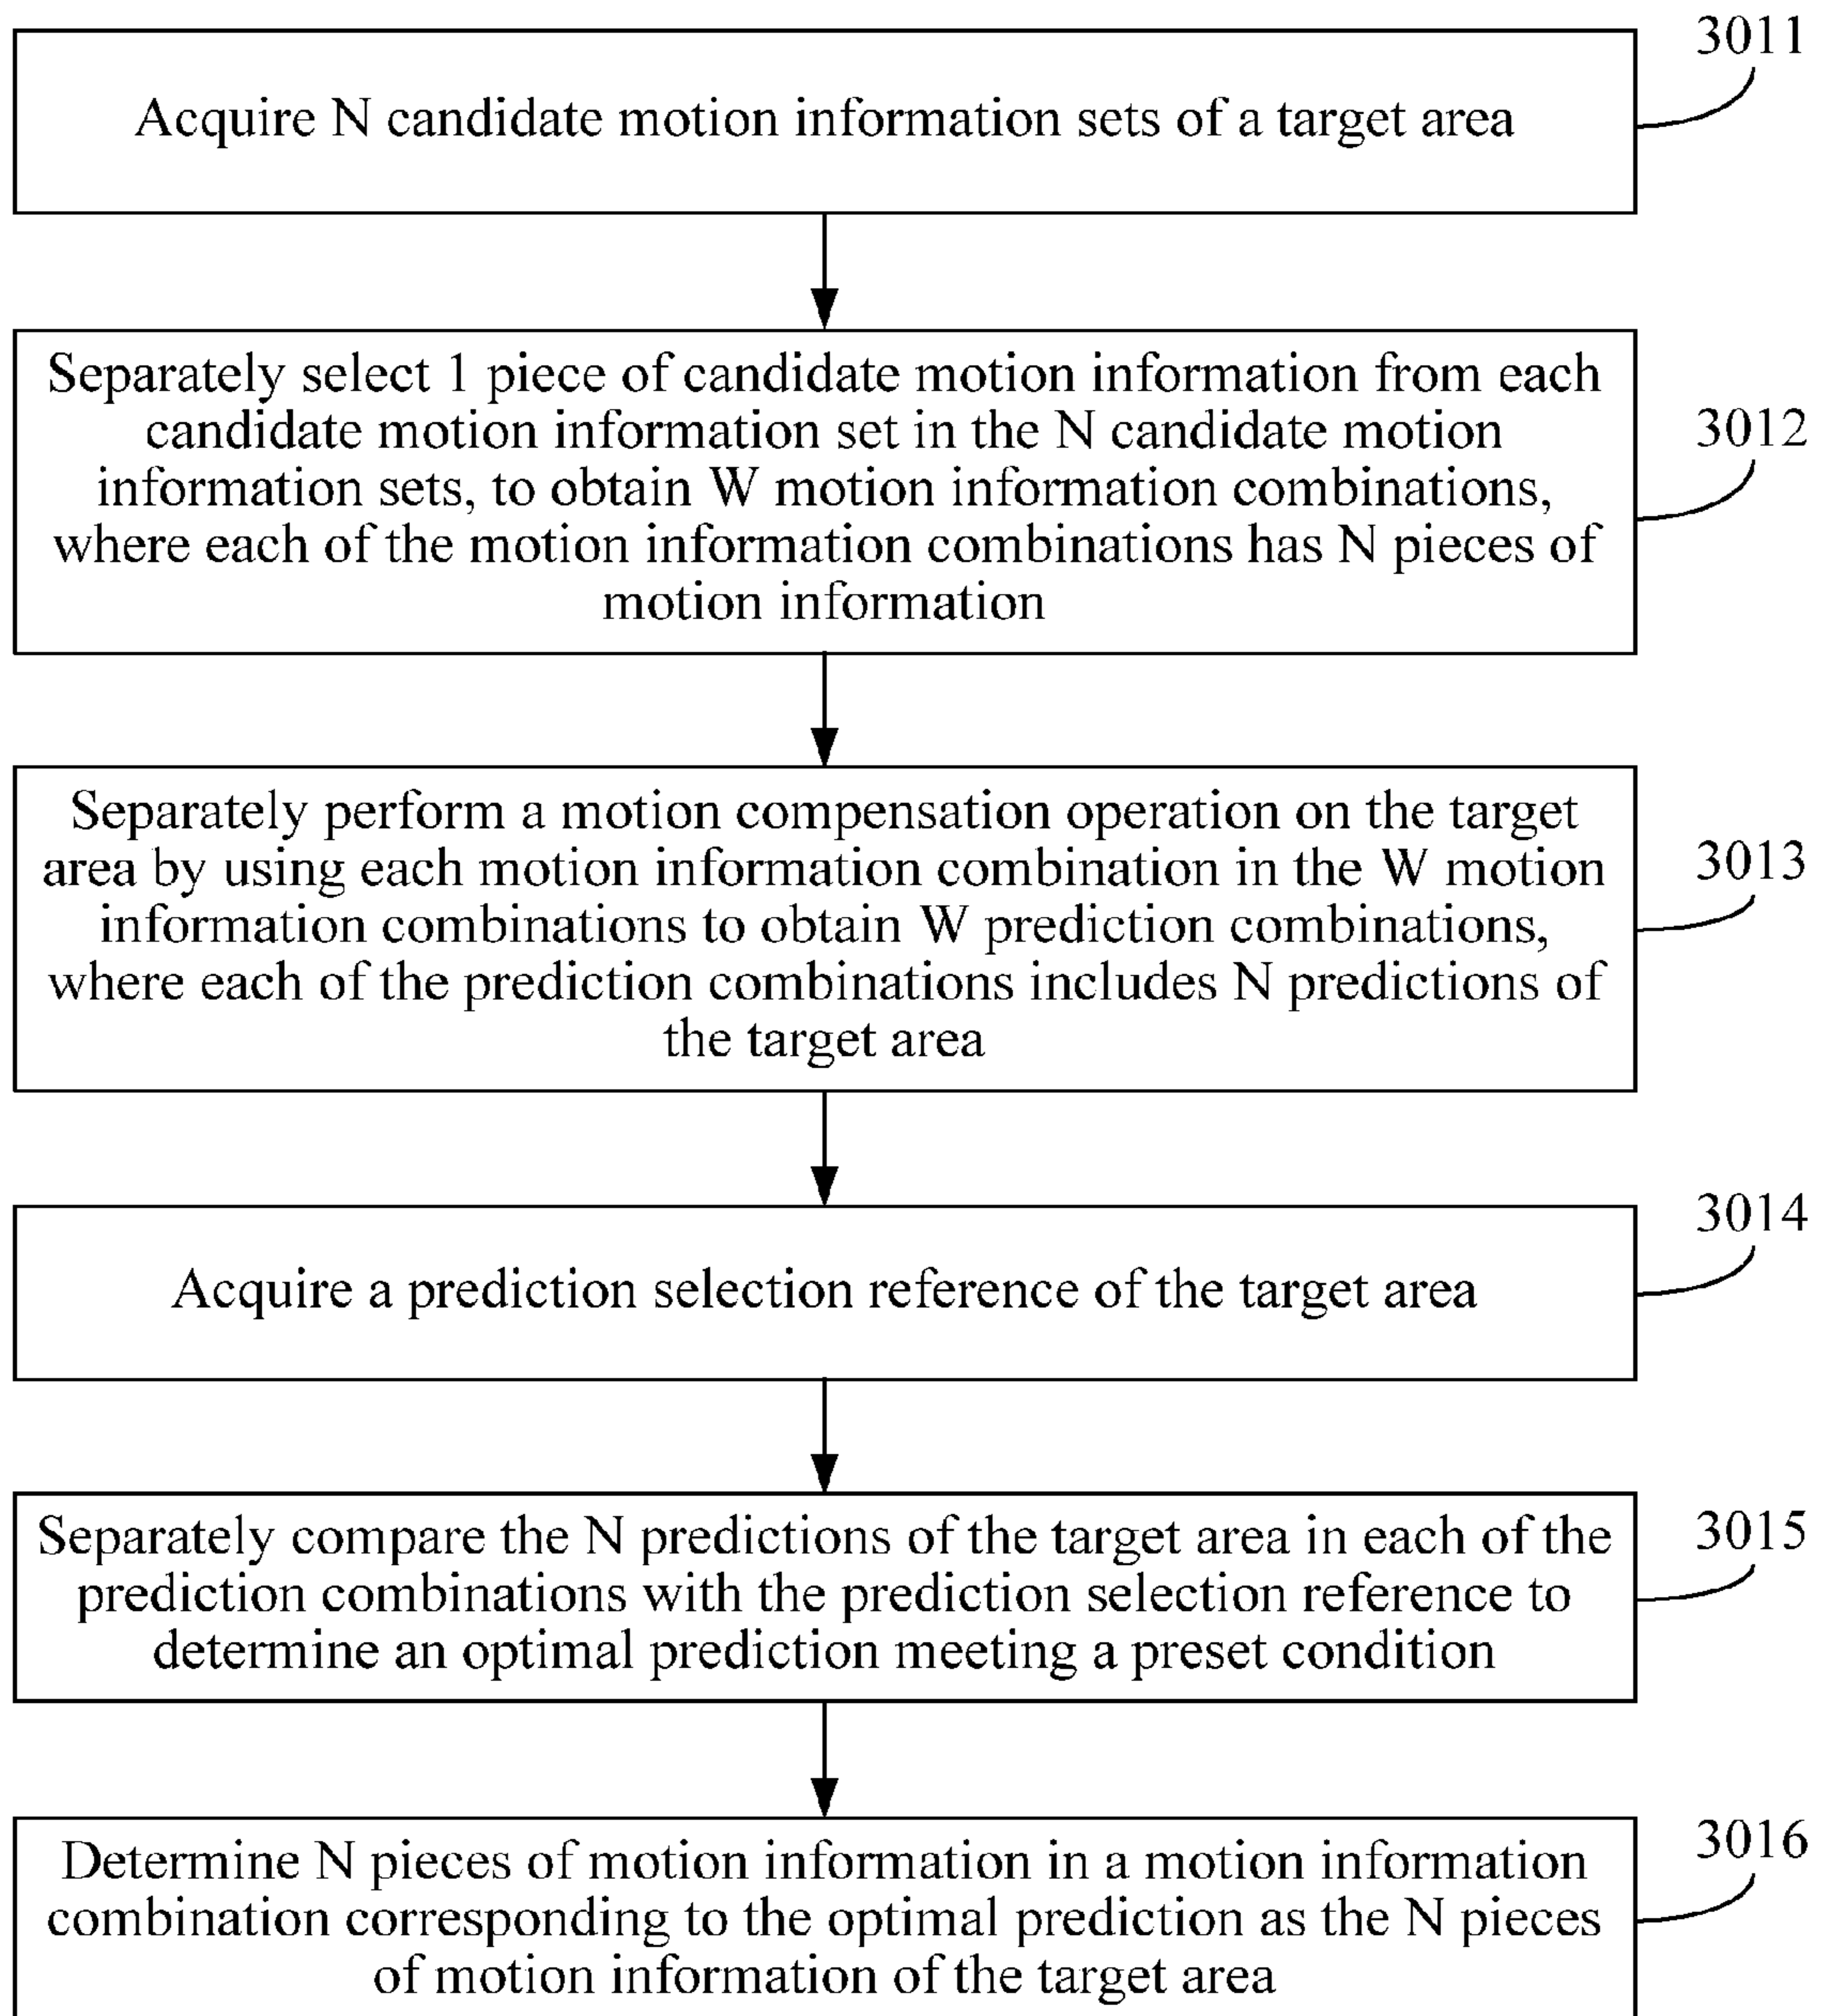 3011
Acquire N candidate motion information sets of a target area
Separately select 1 piece of candidate motion information from each
candidate motion information set in the N candidate motion
information sets, to obtain W motion information combinations,
where each of the motion information combinations has N pieces of
motion information
3012
Separately perform a motion compensation operation on the target
area by using each motion information combination in the W motion
information combinations to obtain W prediction combinations,
where each of the prediction combinations includes N predictions of
the target area
3013
3014
Acquire a prediction selection reference of the target area
Separately compare the N predictions of the target area in each of the
prediction combinations with the prediction selection reference to
determine an optimal prediction meeting a preset condition
3015
Determine N pieces of motion information in a motion information
combination corresponding to the optimal prediction as the N pieces
of motion information of the target area
3016